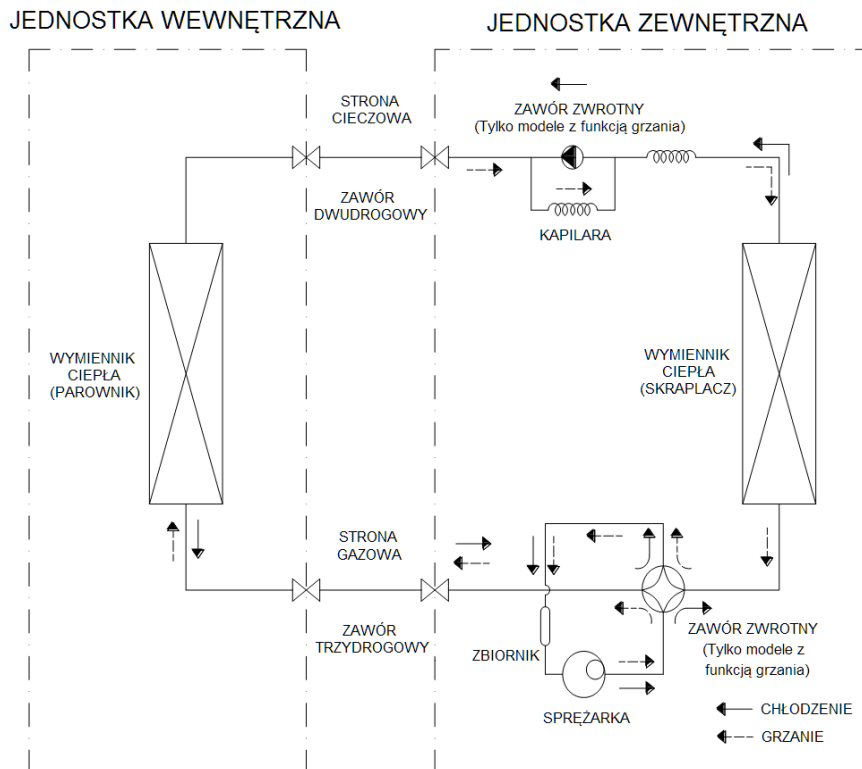 JEDNOSTKA WEWNĘTRZNA
JEDNOSTKA ZEWNĘTRZNA
STRONA
CIECZOWA
ZAWÓR ZWROTNY
(Tylko modele z funkcją grzania)
ZAWÓR
DWUDROGOWY
KAPILARA
WYMIENNIK
CIEPŁA
(PAROWNIK)
WYMIENNIK
CIEPŁA
(SKRAPLACZ)
STRONA
GAZOWA
ZAWÓR
TRZYDROGOWY
ZBIORNIK
SPRĘŻARKA
ZAWÓR ZWROTNY
(Tylko modele z
funkcją grzania)
CHŁODZENIE
GRZANIE